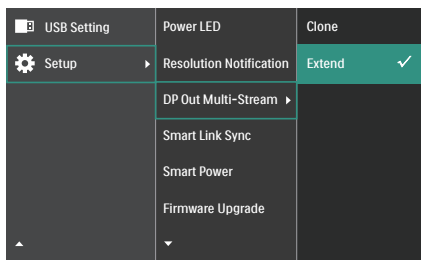 USB Setting
Setup
Power LED
Resolution Notification
DP Out Multi-Stream
Smart Link Sync
Smart Power
Firmware Upgrade
Clone
Extend